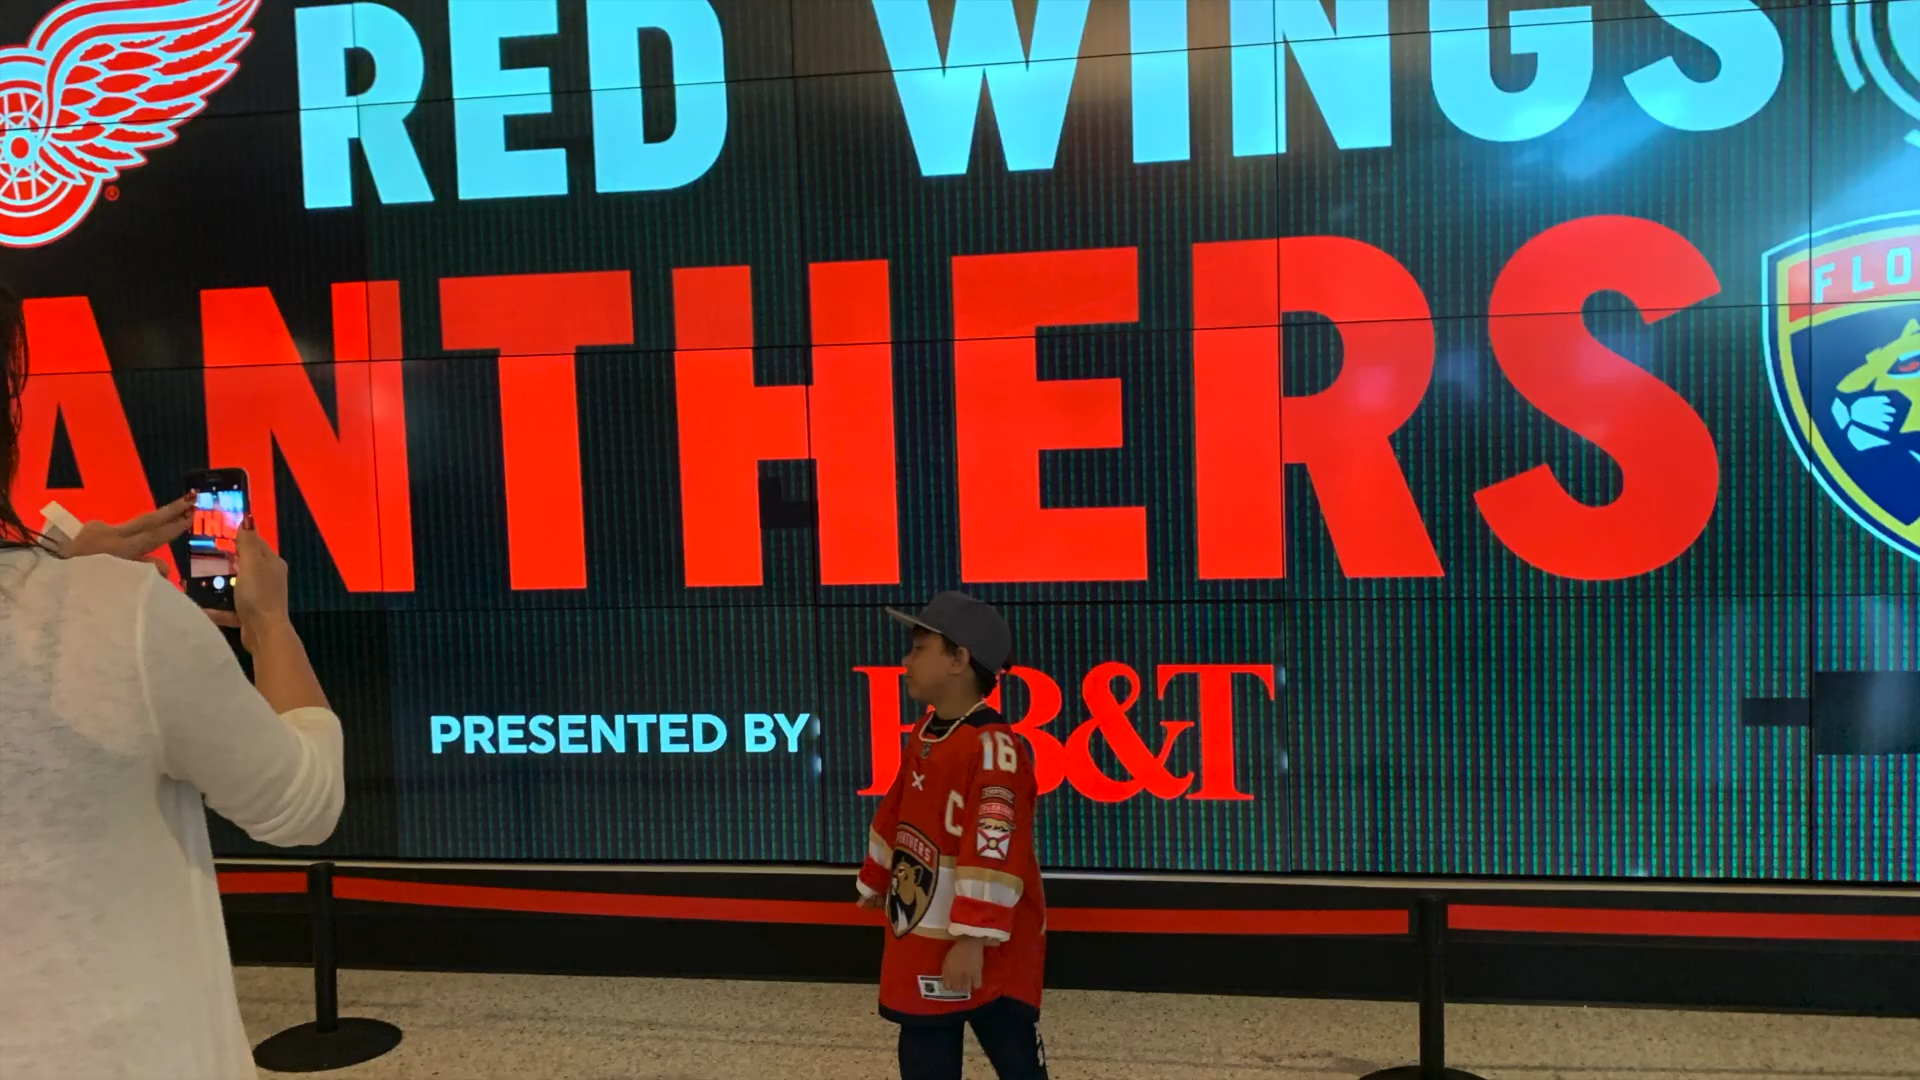 RED WINGS
ANTHERS
FLO
PRESENTED BY
B&T
16
C
PANTHERS